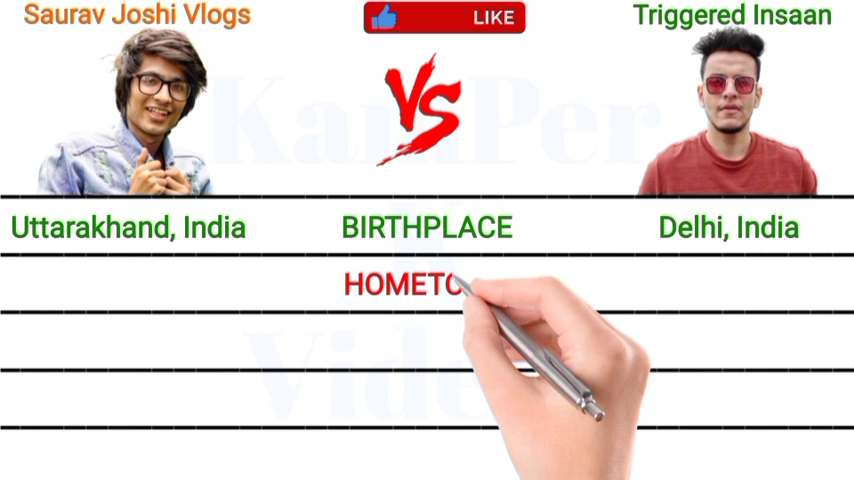 Saurav Joshi Vlogs
LIKE
Triggered Insaan
VS
Uttarakhand, India
BIRTHPLACE
Delhi, India
HOMETO